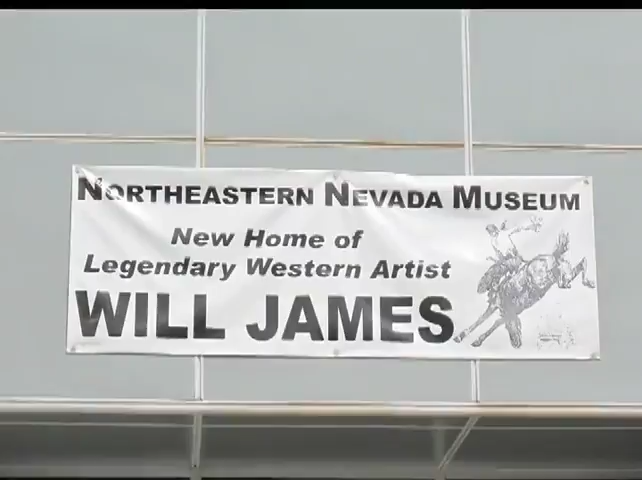 Northeastern Nevada Museum
New Home of
Legendary Western Artist
WILL JAMES